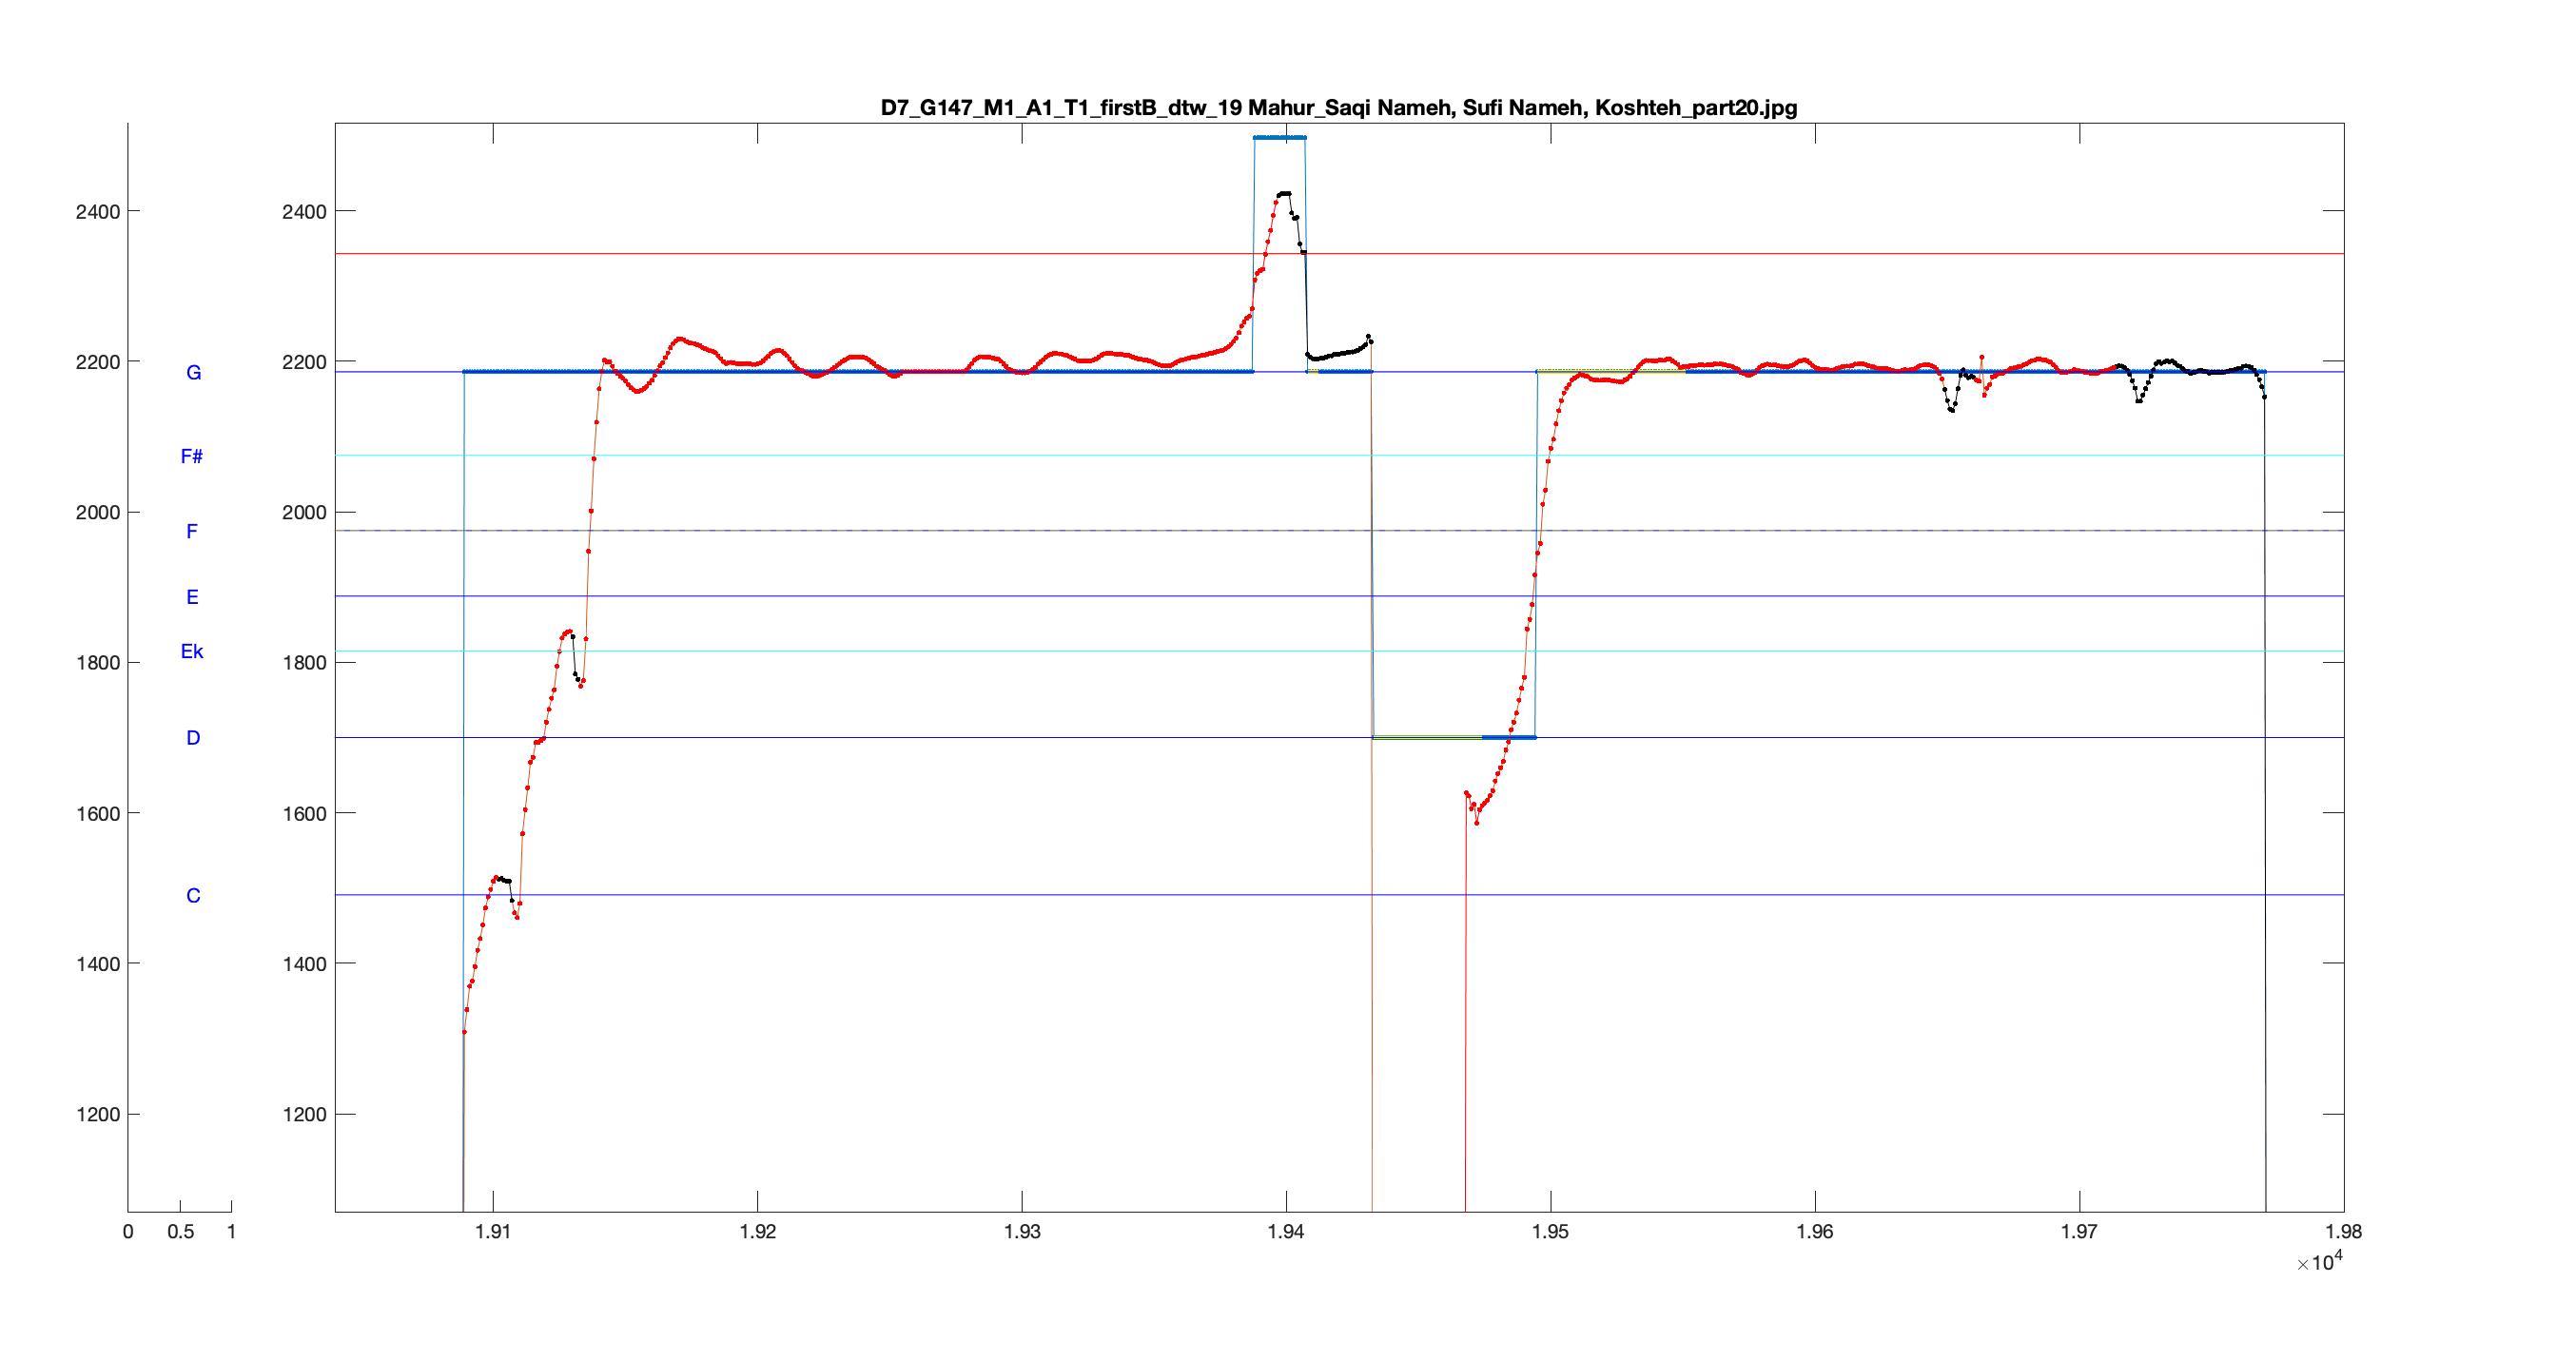 D7_G147_M1_A1_T1_firstB_dtw_19 Mahur_Saqi Nameh, Sufi Nameh, Koshteh_part20.jpg
2400 2400
2200 G 2200
F#
2000 2000
F
E
1800 Ek 1800
D
1600 1600
C
1400 1400
1200 1200
0 0.5 1 1.91 1.92 1.93 1.94 1.95 1.96 1.97 1.98
×10⁴